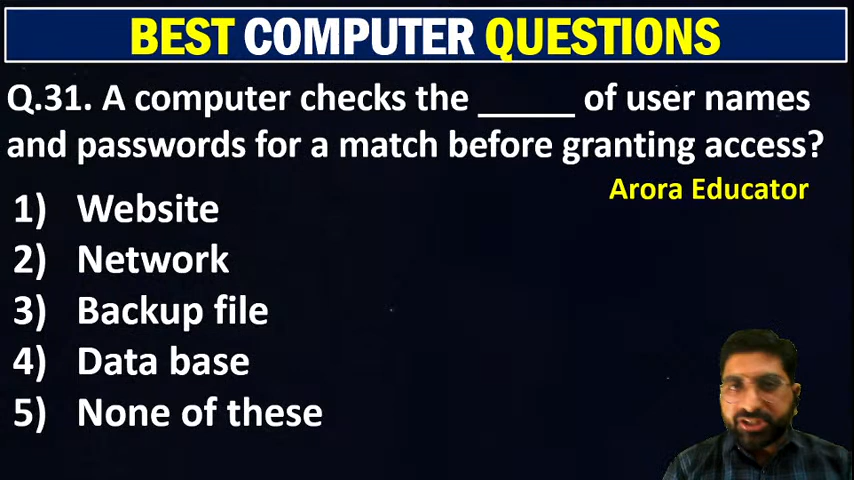 BEST COMPUTER QUESTIONS
Q.31. A computer checks the _____ of user names
and passwords for a match before granting access?
Arora Educator
1) Website
2) Network
3) Backup file
4) Data base
5) None of these